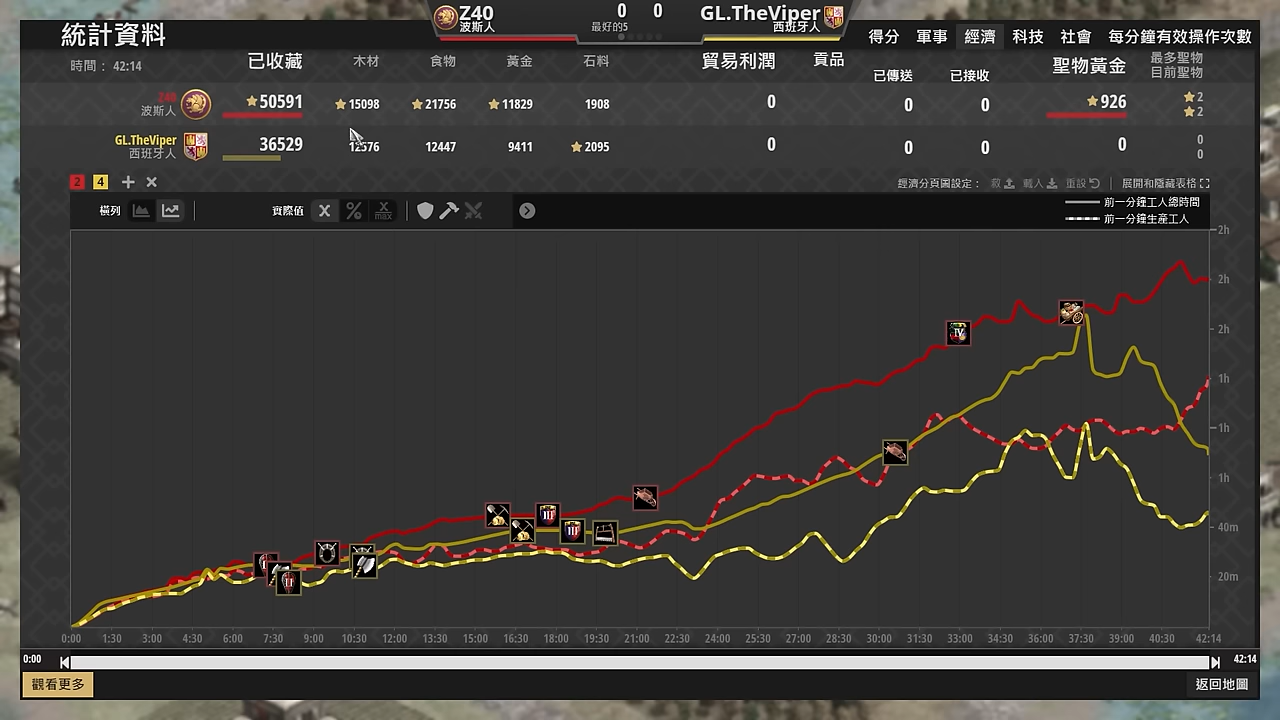 統計資料
Z40
波斯人
0
0
最好的5
GL.TheViper
西班牙人
得分
軍事
經濟
科技
社會
每分鐘有效操作次數
時間： 42:14
已收藏
木材
食物
黃金
石料
貿易利潤
貢品
已傳送
已接收
聖物黃金
最多聖物
目前聖物
Z40
波斯人
50591
15098
21756
11829
1908
0
0
0
926
2
2
GL.TheViper
西班牙人
36529
12576
12447
9411
2095
0
0
0
0
0
0
2
4
經濟分頁圖設定：
載入
重設
展開和隱藏表格
橫列
實際值
X
%
X
max
前一分鐘工人總時間
前一分鐘生產工人
2h
2h
2h
1h
1h
1h
40m
20m
IV
III
III
II
0:00
1:30
3:00
4:30
6:00
7:30
9:00
10:30
12:00
13:30
15:00
16:30
18:00
19:30
21:00
22:30
24:00
25:30
27:00
28:30
30:00
31:30
33:00
34:30
36:00
37:30
39:00
40:30
42:14
0:00
42:14
觀看更多
返回地圖